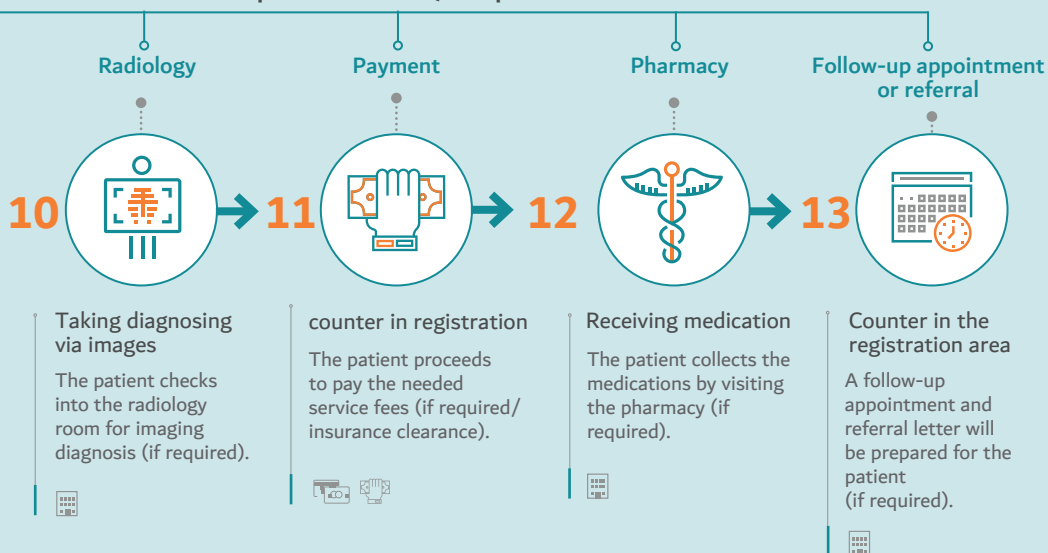 Radiology
Payment
Pharmacy
Follow-up appointment
or referral
10
11
12
13
Taking diagnosing
via images
The patient checks
into the radiology
room for imaging
diagnosis (if required).
counter in registration
The patient proceeds
to pay the needed
service fees (if required/
insurance clearance).
Receiving medication
The patient collects the
medications by visiting
the pharmacy (if
required).
Counter in the
registration area
A follow-up
appointment and
referral letter will
be prepared for the
patient
(if required).